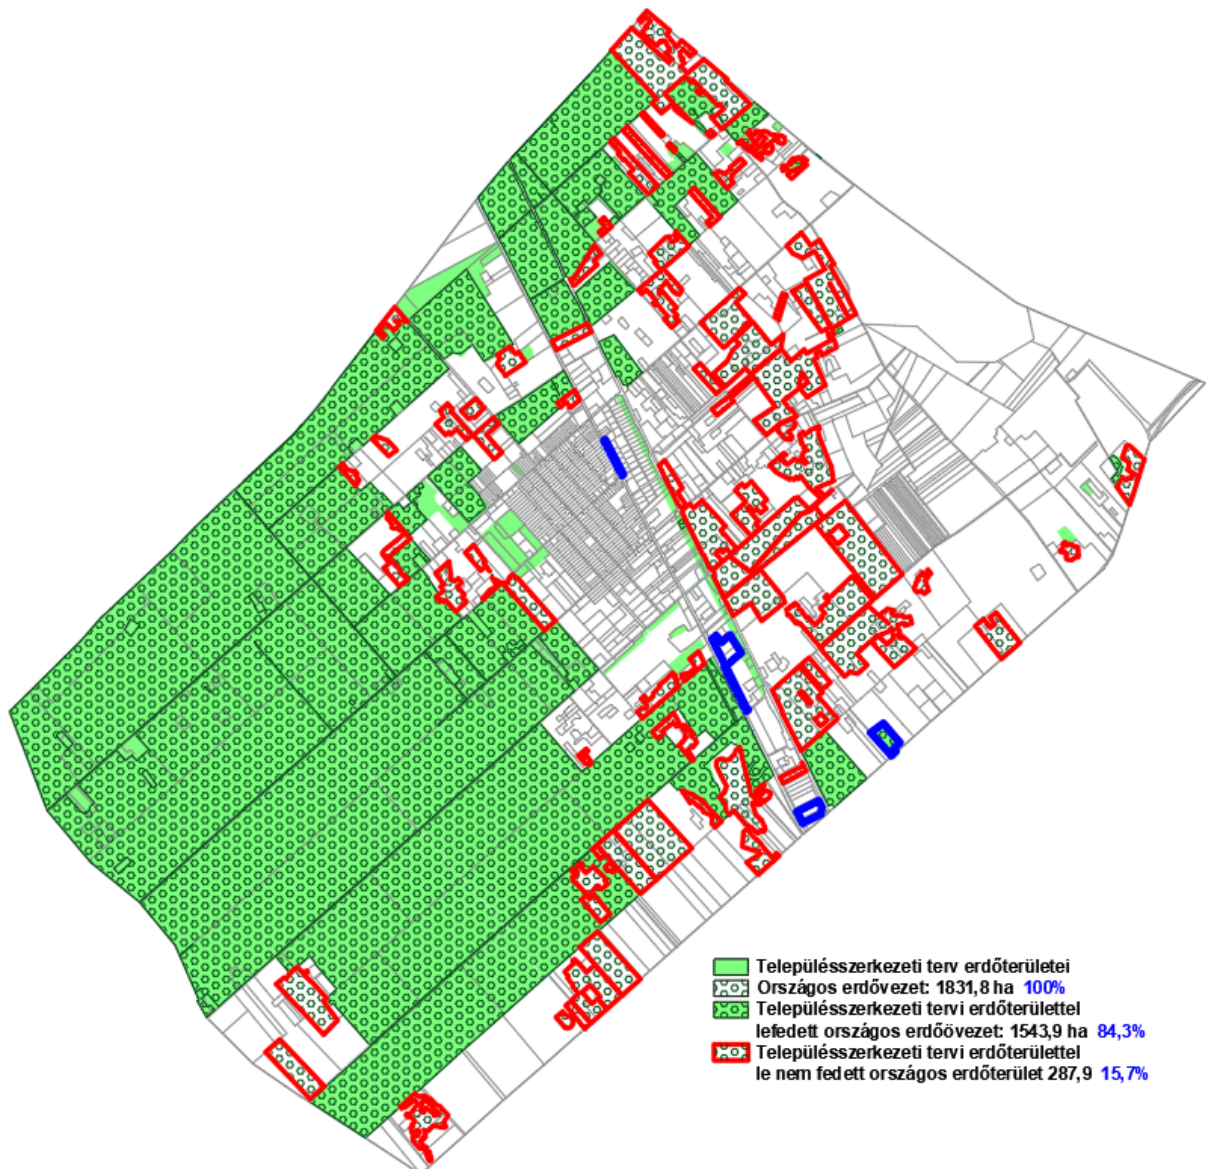 Településszerkezeti terv erdőterületei
Országos erdővezet: 1831,8 ha 100%
Településszerkezeti tervi erdőterülettel
lefedett országos erdőövezet: 1543,9 ha 84,3%
Településszerkezeti tervi erdőterülettel
le nem fedett országos erdőterület 287,9 15,7%